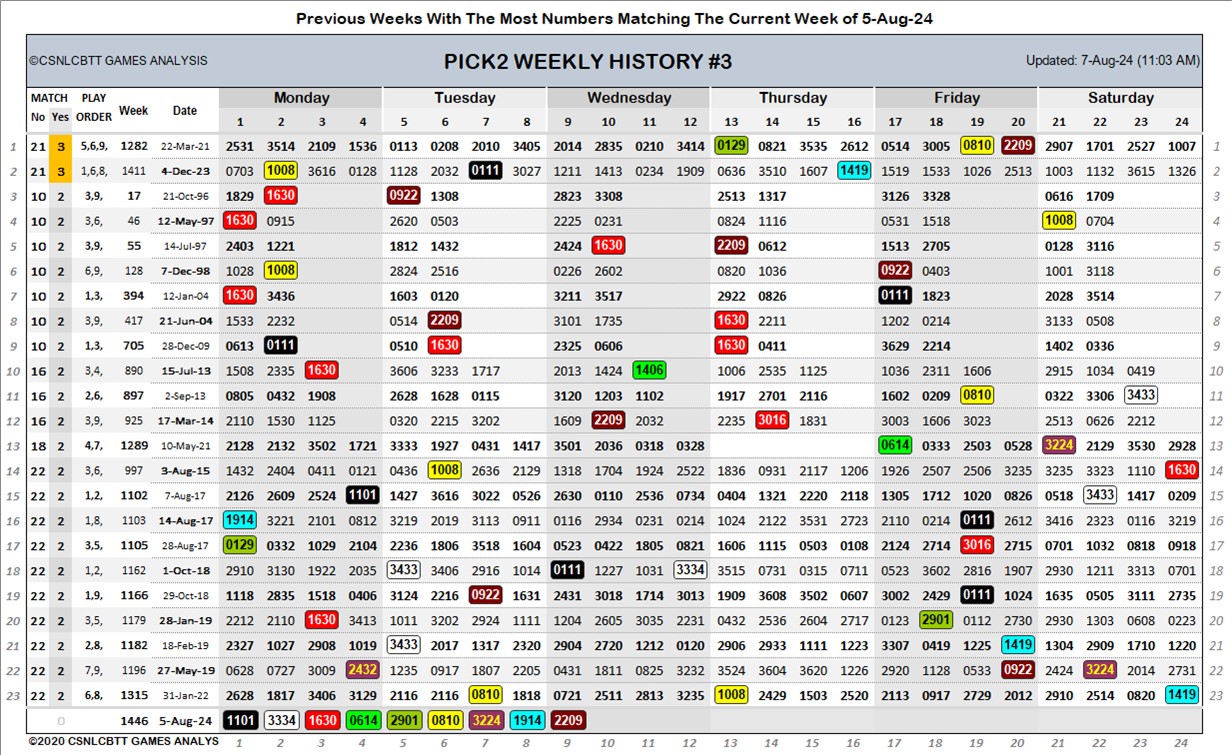 Previous Weeks With The Most Numbers Matching The Current Week of 5-Aug-24
©CSNLCBTT GAMES ANALYSIS PICK2 WEEKLY HISTORY #3 Updated: 7-Aug-24 (11:03 AM)
MATCH PLAY Week Date Monday Tuesday Wednesday Thursday Friday Saturday
No Yes ORDER 1 2 3 4 5 6 7 8 9 10 11 12 13 14 15 16 17 18 19 20 21 22 23 24
1 21 3 5,6,9, 1282 22-Mar-21 2531 3514 2109 1536 0113 0208 2010 3405 2014 2835 0210 3414 0129 0821 3535 2612 0514 3005 0810 2209 2907 1701 2527 1007 1
2 21 3 1,6,8, 1411 4-Dec-23 0703 1008 3616 0128 1128 2032 0111 3027 1211 1413 0234 1909 0636 3510 1607 1419 1519 1533 1026 2513 1003 1132 3615 1326 2
3 10 2 3,9, 17 21-Oct-96 1829 1630 0922 1308 2823 3308 2513 1317 3126 3328 0616 1709 3
4 10 2 3,6, 46 12-May-97 1630 0915 2620 0503 2225 0231 0824 1116 0531 1518 1008 0704 4
5 10 2 3,9, 55 14-Jul-97 2403 1221 1812 1432 2424 1630 2209 0612 1513 2705 0128 3116 5
6 10 2 6,9, 128 7-Dec-98 1028 1008 2824 2516 0226 2602 0820 1036 0922 0403 1001 3118 6
7 10 2 1,3, 394 12-Jan-04 1630 3436 1603 0120 3211 3517 2922 0826 0111 1823 2028 3514 7
8 10 2 3,9, 417 21-Jun-04 1533 2232 0514 2209 3101 1735 1630 2211 1202 0214 3133 0508 8
9 10 2 1,3, 705 28-Dec-09 0613 0111 0510 1630 2325 0606 1630 0411 3629 2214 1402 0336 9
10 16 2 3,4, 890 15-Jul-13 1508 2335 1630 3606 3233 1717 2013 1424 1406 1006 2535 1125 1036 2311 1606 2915 1034 0419 10
11 16 2 2,6, 897 2-Sep-13 0805 0432 1908 2628 1628 0115 3120 1203 1102 1917 2701 2116 1602 0209 0810 0322 3306 3433 11
12 16 2 3,9, 925 17-Mar-14 2110 1530 1125 0320 2215 3202 1609 2209 2032 2235 3016 1831 1003 1606 3023 0513 0626 2212 12
13 18 2 4,7, 1289 10-May-21 2128 2132 3502 1721 3333 1927 0431 1417 3501 2036 0318 0328 0614 0333 2503 0528 3224 2129 3530 2928 13
14 22 2 3,6, 997 3-Aug-15 1432 2404 0411 0121 0436 1008 2636 2129 1318 1704 1924 2522 1836 0931 2117 1206 1926 2507 2506 3235 3235 3323 1110 1630 14
15 22 2 1,2, 1102 7-Aug-17 2126 2609 2524 1101 1427 3616 3022 0526 2630 0110 2536 0734 0404 1321 2220 2118 1305 1712 1020 0826 0518 3433 1417 0209 15
16 22 2 1,8, 1103 14-Aug-17 1914 3221 2101 0812 3219 2019 3113 0911 0116 2934 0231 0214 1024 2122 3531 2723 2110 0214 0111 2612 3416 2323 0116 3219 16
17 22 2 3,5, 1105 28-Aug-17 0129 0332 1029 2104 2236 1806 3518 1604 0523 0422 1805 0821 1606 1115 0503 0108 2124 2714 3016 2715 0701 1032 0818 0918 17
18 22 2 1,2, 1162 1-Oct-18 2910 3130 1922 2035 3433 3406 2916 1014 0111 1227 1031 3334 3515 0731 0315 0711 0523 3602 2816 1907 2930 1211 3313 0701 18
19 22 2 1,9, 1166 29-Oct-18 1118 2835 1518 0406 3124 2216 0922 1631 2431 3018 1714 3013 1909 3608 3502 0607 3002 2429 0111 1024 1635 0505 3111 2735 19
20 22 2 3,5, 1179 28-Jan-19 2212 2110 1630 3413 1011 3202 2924 1111 1204 2605 3035 2231 0432 2536 2604 2717 0123 2901 0112 2730 2930 1303 0608 0223 20
21 22 2 2,8, 1182 18-Feb-19 2327 1027 2908 1019 3433 2017 1317 2320 2904 2720 1212 0120 2906 2933 1111 1223 3307 0419 1225 1419 1304 2909 1710 1220 21
22 22 2 7,9, 1196 27-May-19 0628 0727 0401 2432 1235 0917 1807 2205 0431 1811 0825 3232 3524 3604 1620 1226 2920 1128 0533 0922 2424 3224 2014 2731 22
23 22 2 6,8, 1315 31-Jan-22 2628 1817 3406 3129 2116 2116 0810 1818 0721 2511 2813 3235 1008 2429 1503 2520 2113 0917 2729 2012 2910 2514 0820 1419 23
0 1446 5-Aug-24 1101 3334 1630 0614 2901 0810 3224 1914 2209
©2020 CSNLCBTT GAMES ANALYS 1 2 3 4 5 6 7 8 9 10 11 12 13 14 15 16 17 18 19 20 21 22 23 24